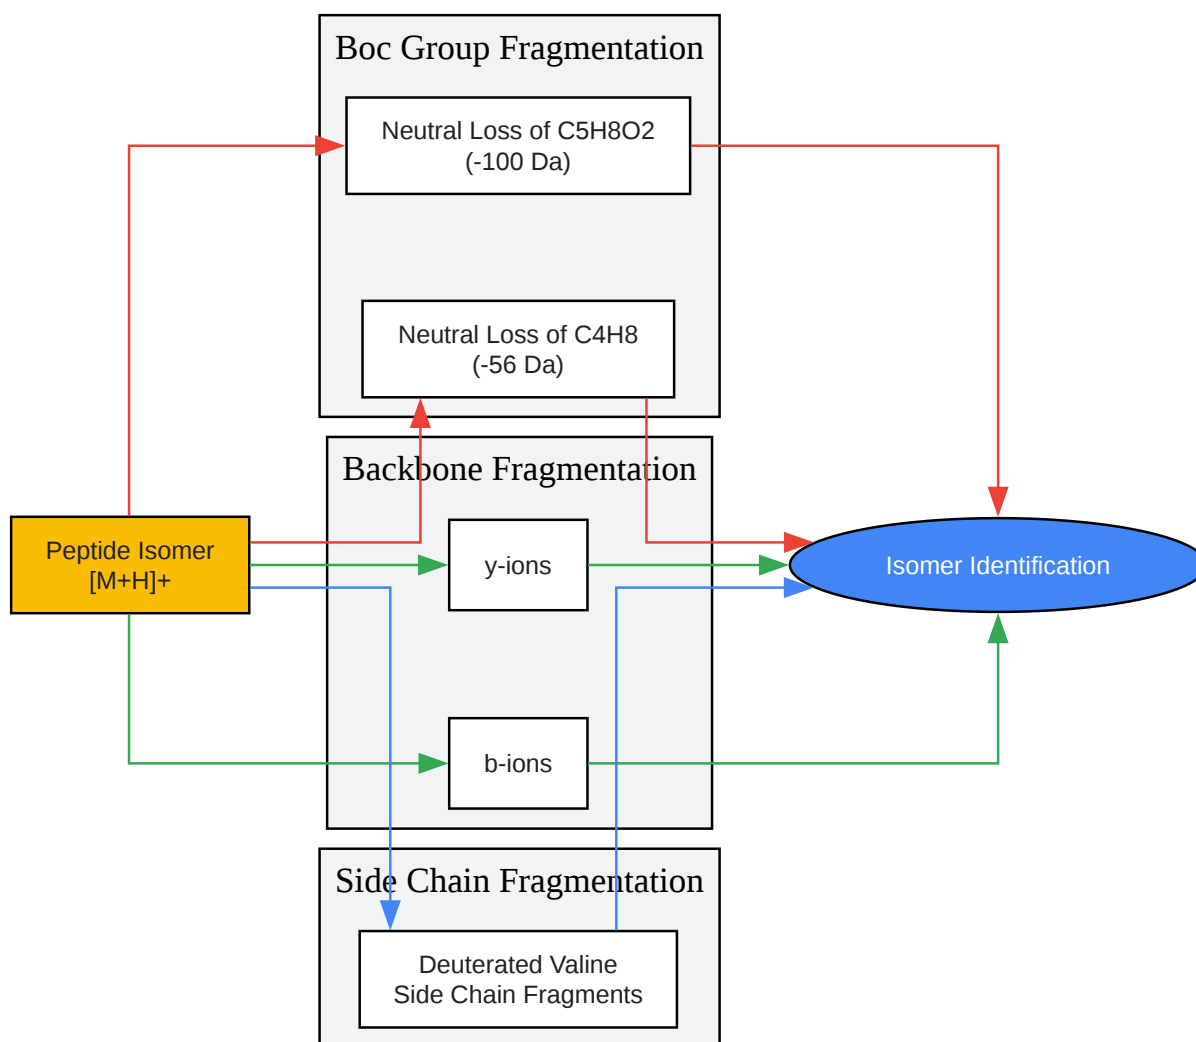 Boc Group Fragmentation
Neutral Loss of C5H8O2
(-100 Da)
Neutral Loss of C4H8
(-56 Da)
Backbone Fragmentation
Peptide Isomer
[M+H]+
y-ions
Isomer Identification
b-ions
Side Chain Fragmentation
Deuterated Valine
Side Chain Fragments